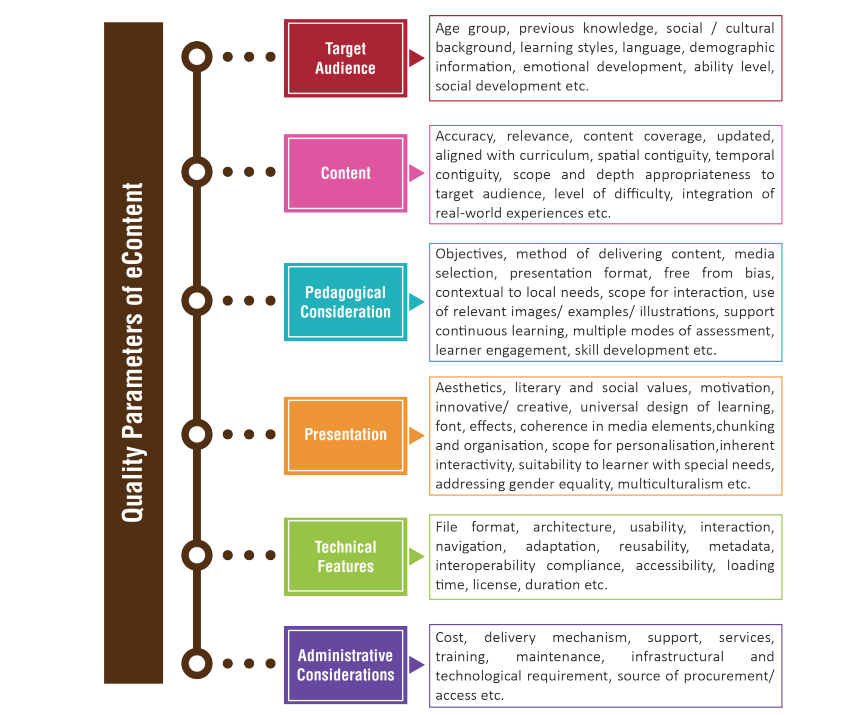 Quality Parameters of eContent
Target
Audience
Age group, previous knowledge, social / cultural
background, learning styles, language, demographic
information, emotional development, ability level,
social development etc.
Content
Accuracy, relevance, content coverage, updated,
aligned with curriculum, spatial contiguity, temporal
contiguity, scope and depth appropriateness to
target audience, level of difficulty, integration of
real-world experiences etc.
Pedagogical
Consideration
Objectives, method of delivering content, media
selection, presentation format, free from bias,
contextual to local needs, scope for interaction, use
of relevant images/ examples/ illustrations, support
continuous learning, multiple modes of assessment,
learner engagement, skill development etc.
Presentation
Aesthetics, literary and social values, motivation,
innovative/ creative, universal design of learning,
font, effects, coherence in media elements,chunking
and organisation, scope for personalisation,inherent
interactivity, suitability to learner with special needs,
addressing gender equality, multiculturalism etc.
Technical
Features
File format, architecture, usability, interaction,
navigation, adaptation, reusability, metadata,
interoperability compliance, accessibility, loading
time, license, duration etc.
Administrative
Considerations
Cost, delivery mechanism, support, services,
training, maintenance, infrastructural and
technological requirement, source of procurement/
access etc.